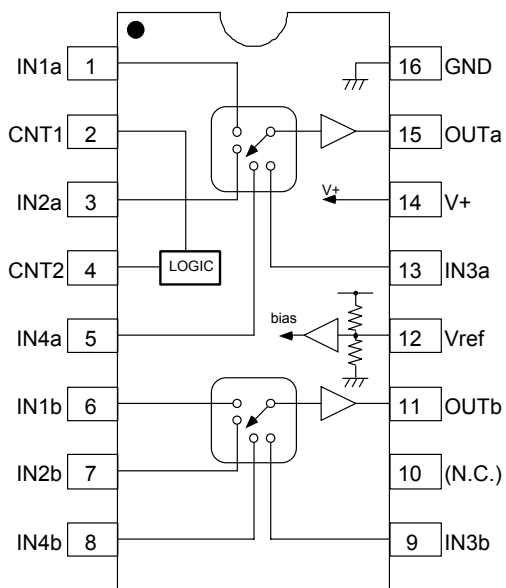 IN1a 1 16 GND
CNT1 2 15 OUTa
IN2a 3 V+ 14 V+
CNT2 4 LOGIC 13 IN3a
IN4a 5 bias 12 Vref
IN1b 6 11 OUTb
IN2b 7 10 (N.C.)
IN4b 8 9 IN3b